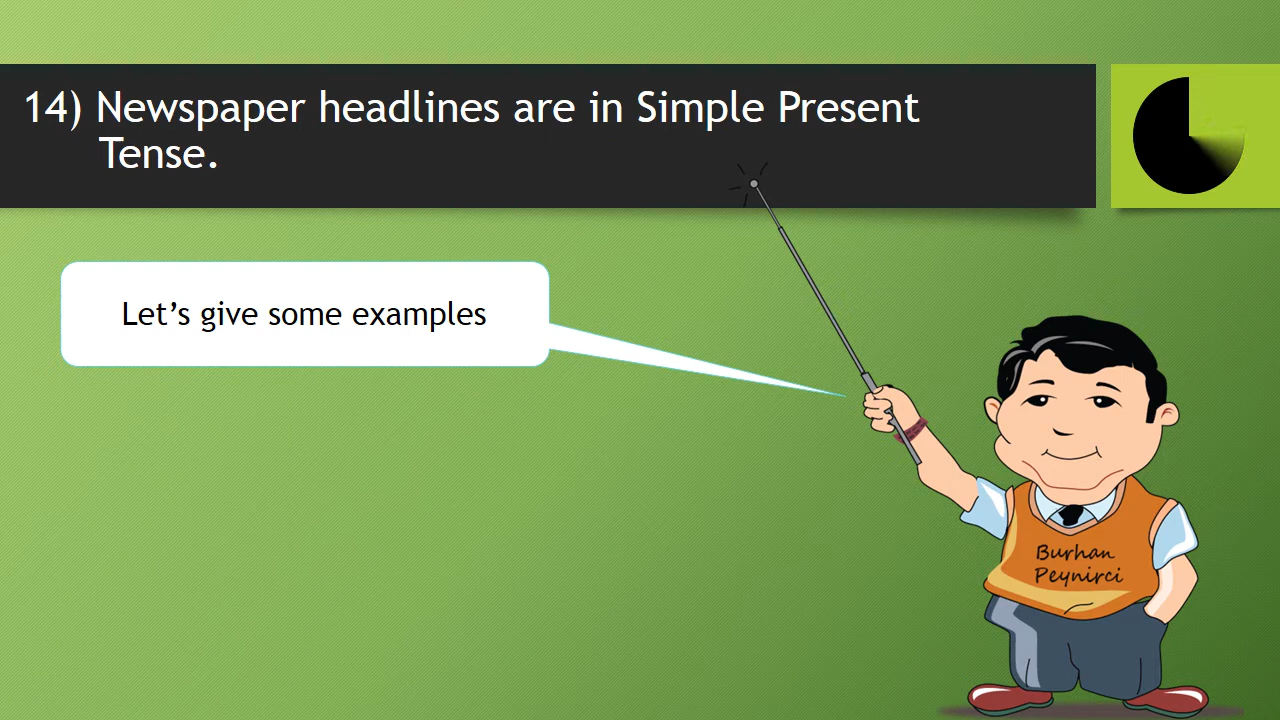 14) Newspaper headlines are in Simple Present
Tense.
Let’s give some examples
Burhan
Peynirci